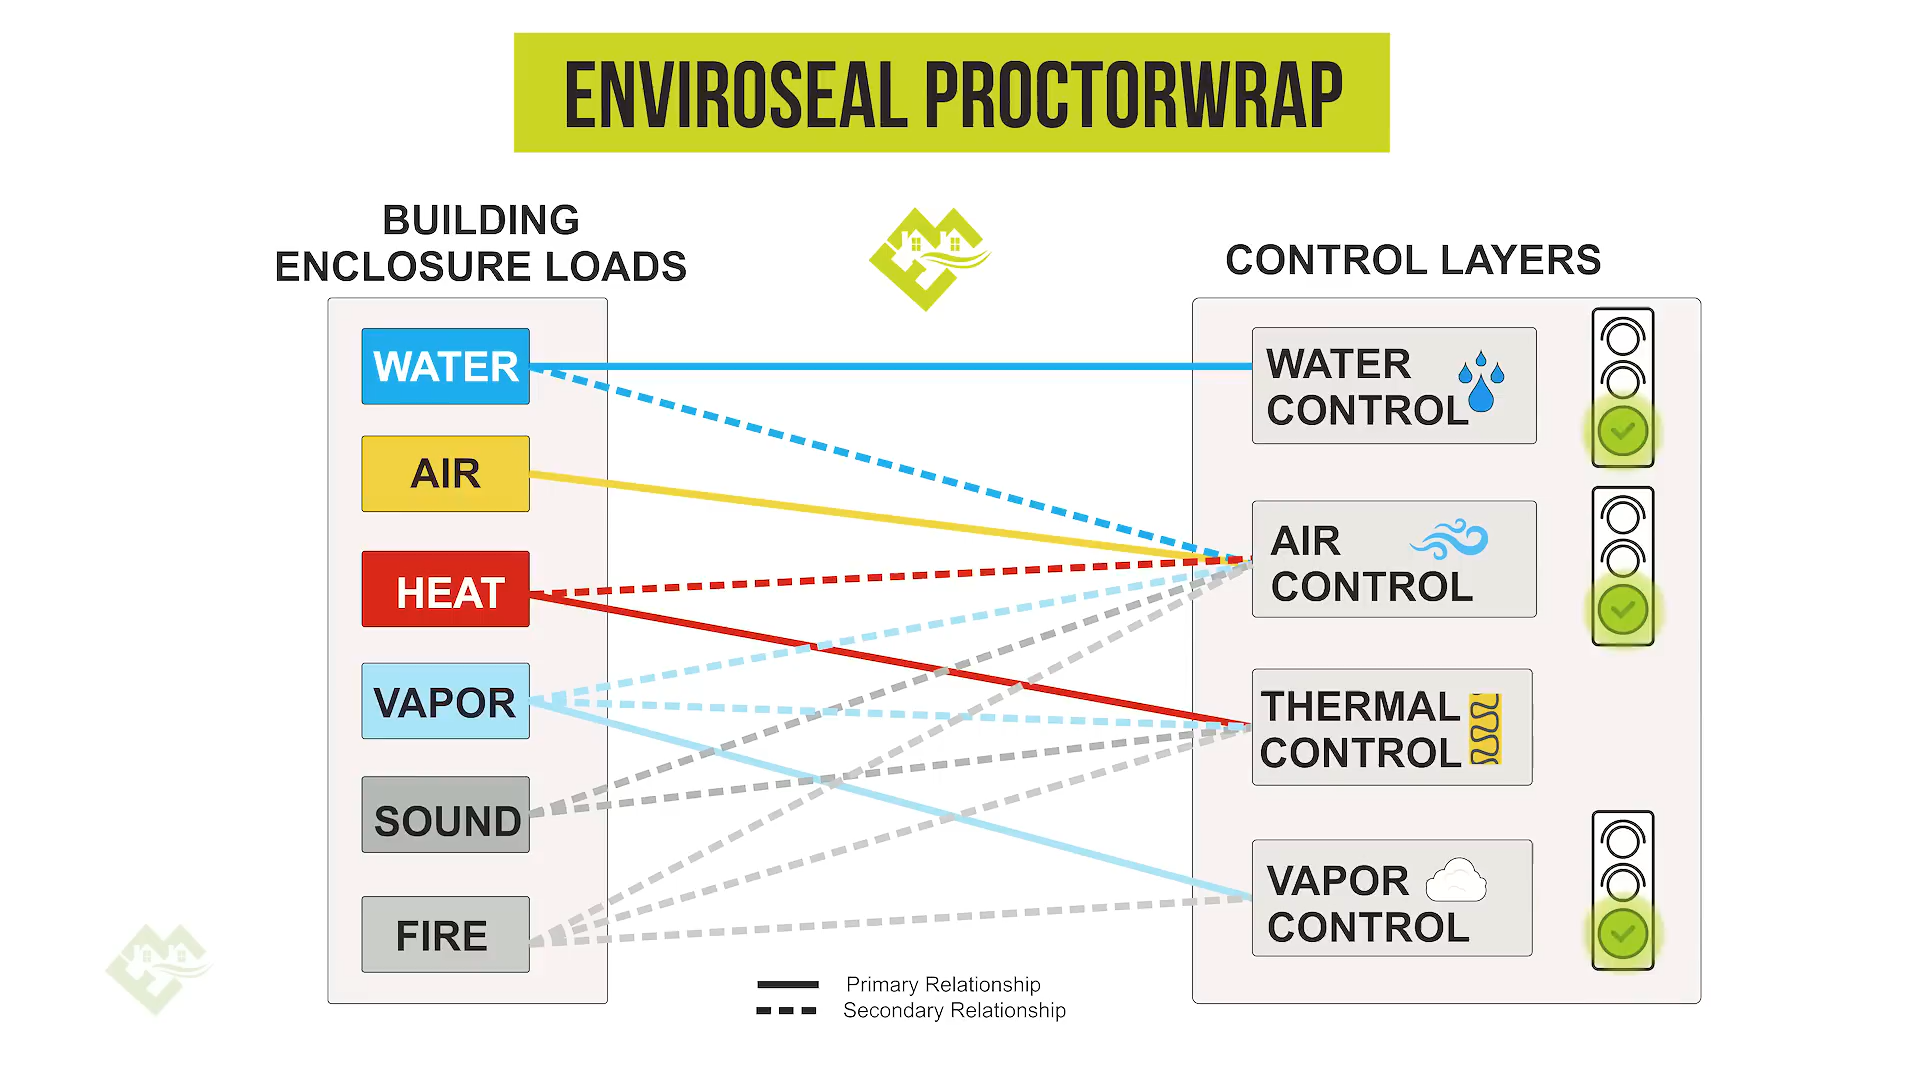 ENVIROSEAL PROCTORWRAP
BUILDING
ENCLOSURE LOADS
WATER
AIR
HEAT
VAPOR
SOUND
FIRE
CONTROL LAYERS
WATER
CONTROL
AIR
CONTROL
THERMAL
CONTROL
VAPOR
CONTROL
Primary Relationship
Secondary Relationship